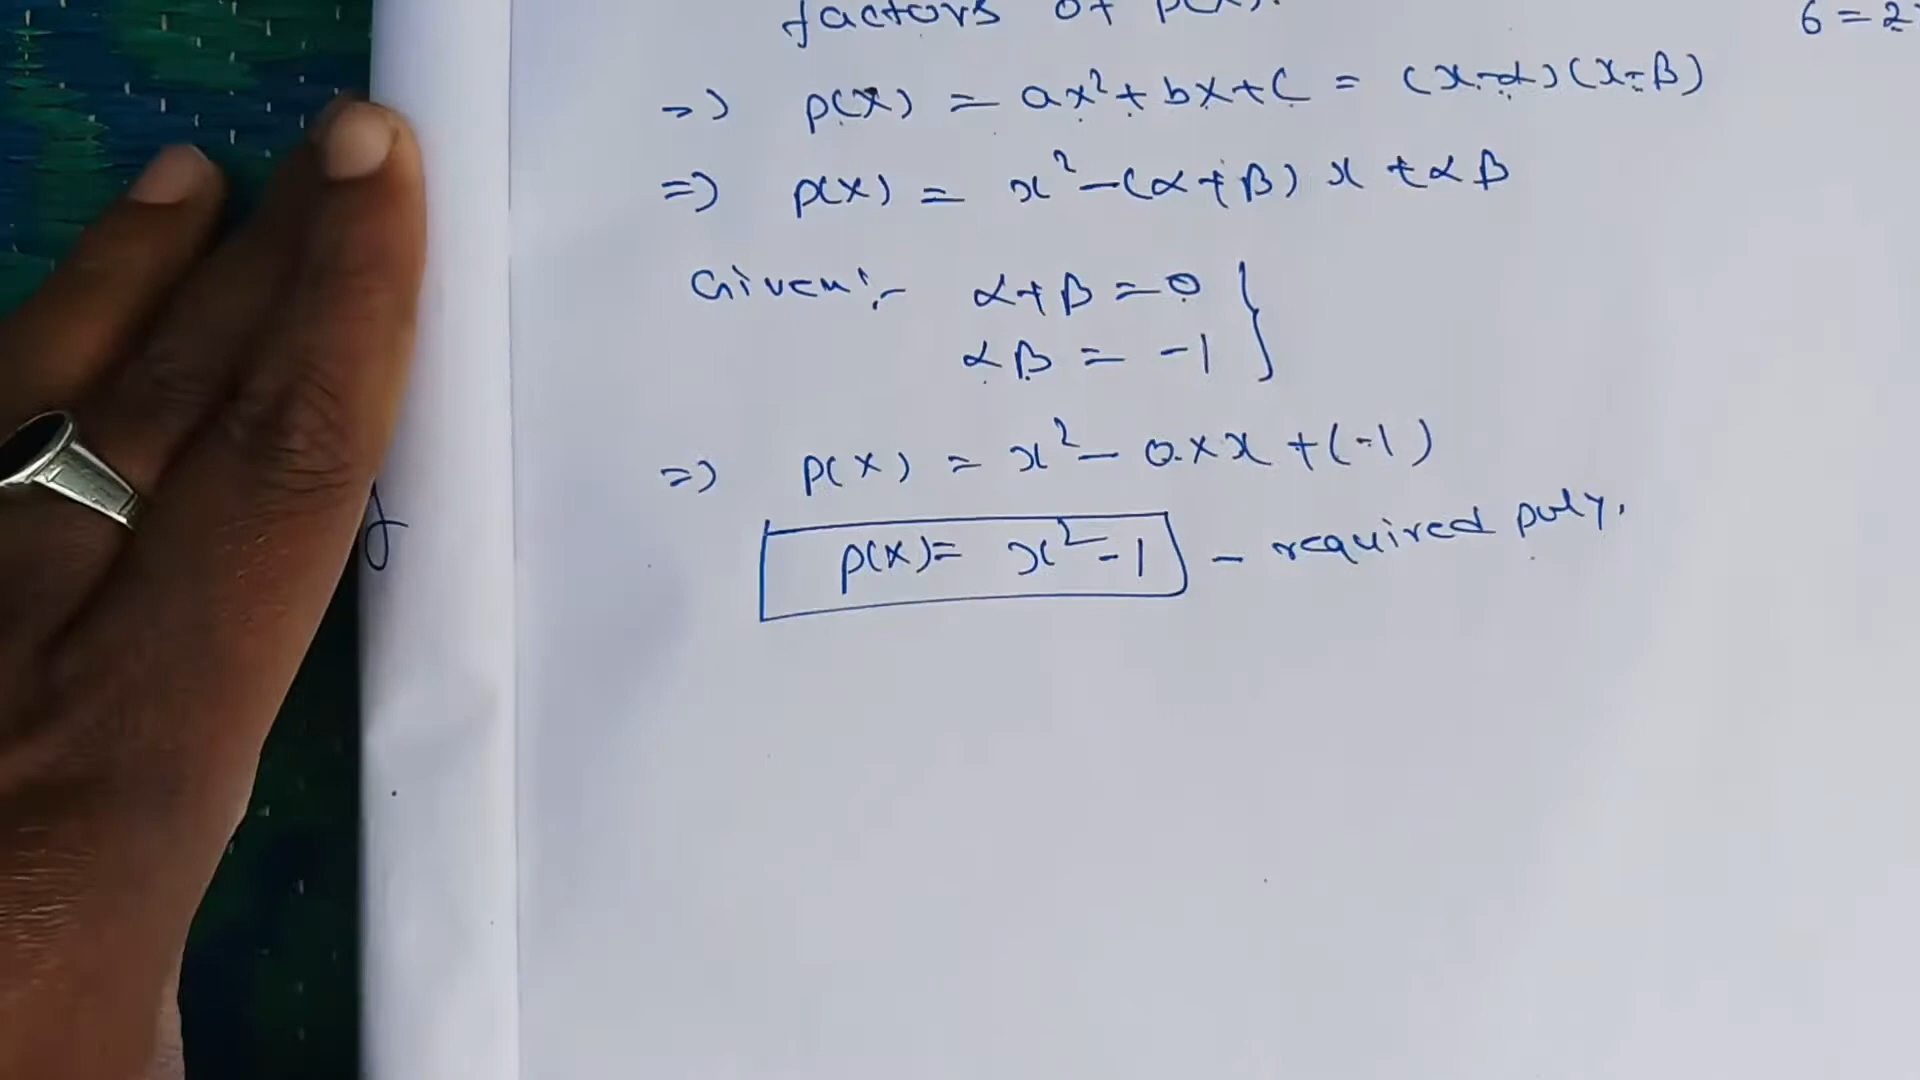 factors of p(x).
6 = 2
=> p(x) = ax² + bx + c = (x-α)(x-β)
=> p(x) = x² - (α+β) x + αβ
Given:- α+β = 0
αβ = -1
=> p(x) = x² - 0×x + (-1)
p(x) = x² - 1 - required poly.